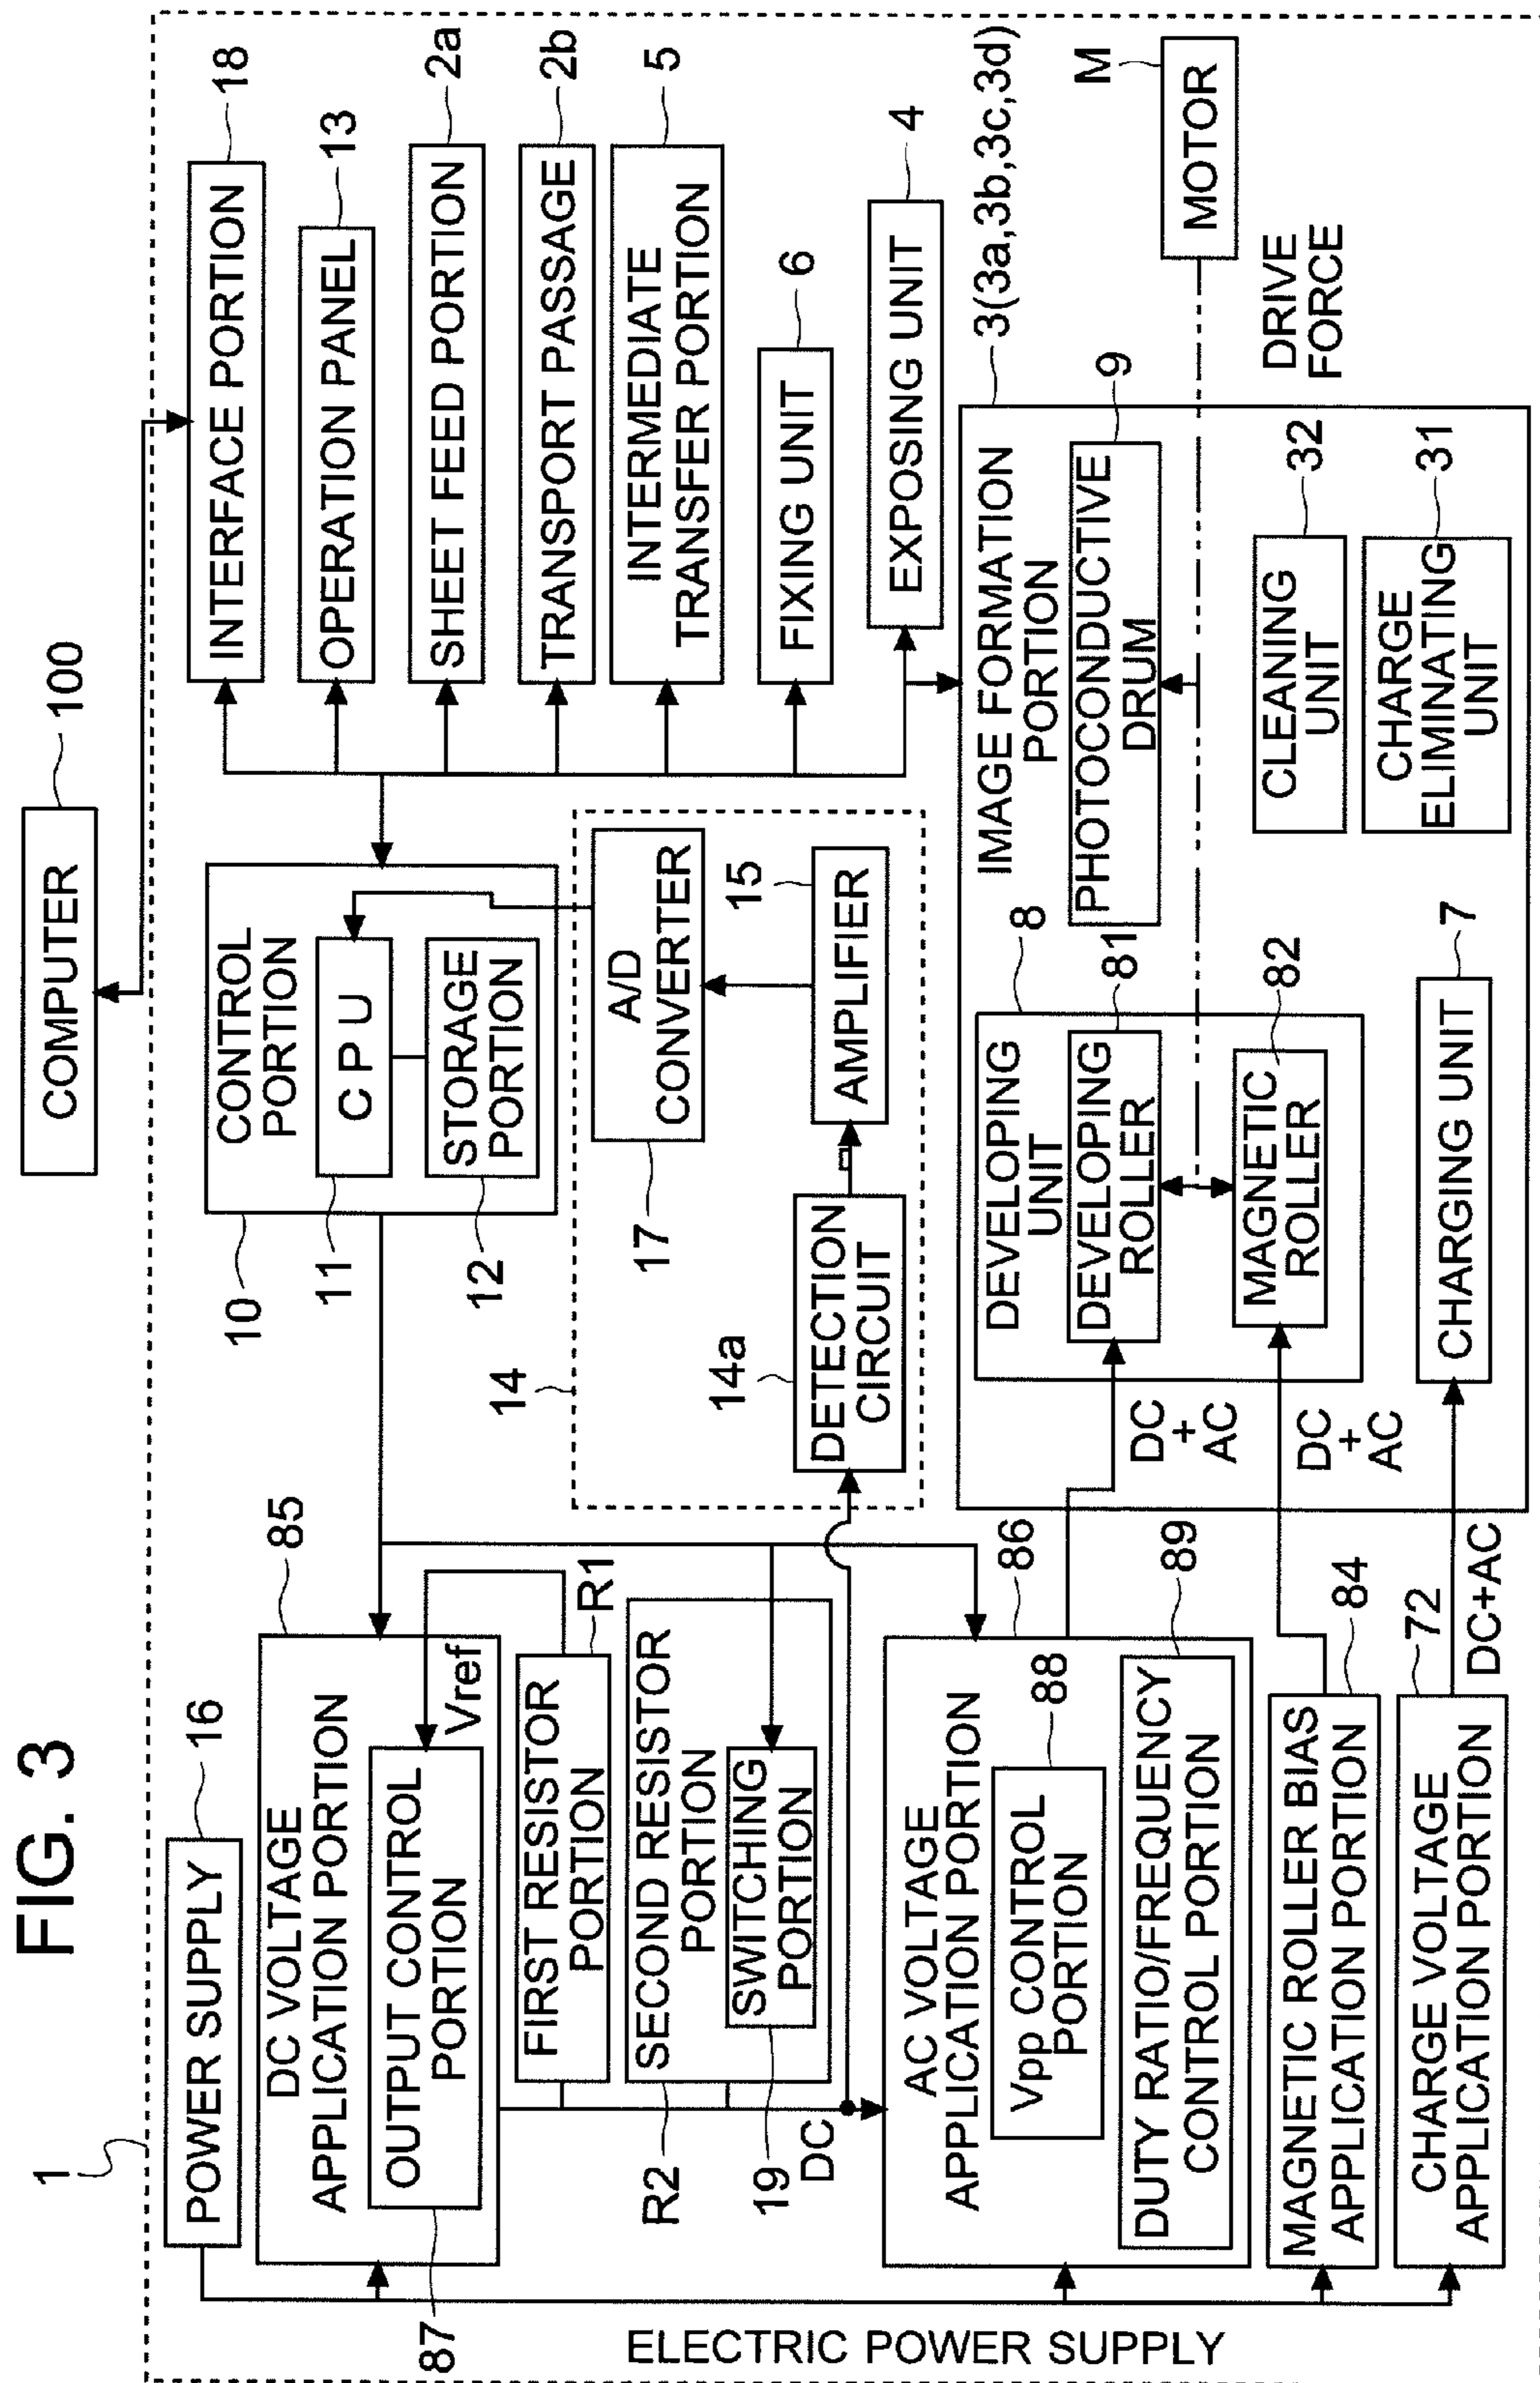 FIG. 3
1
COMPUTER
100
POWER SUPPLY
16
DC VOLTAGE
APPLICATION PORTION
85
OUTPUT CONTROL
PORTION
87
Vref
FIRST RESISTOR
PORTION
R1
SECOND RESISTOR
PORTION
R2
SWITCHING
PORTION
19
DC
AC VOLTAGE
APPLICATION PORTION
86
Vpp CONTROL
PORTION
88
DUTY RATIO/FREQUENCY
CONTROL PORTION
89
MAGNETIC ROLLER BIAS
APPLICATION PORTION
84
CHARGE VOLTAGE
APPLICATION PORTION
72
ELECTRIC POWER SUPPLY
CONTROL
PORTION
10
C P U
11
STORAGE
PORTION
12
14
A/D
CONVERTER
17
AMPLIFIER
15
DETECTION
CIRCUIT
14a
INTERFACE PORTION
18
OPERATION PANEL
13
SHEET FEED PORTION
2a
TRANSPORT PASSAGE
2b
INTERMEDIATE
TRANSFER PORTION
5
FIXING UNIT
6
EXPOSING UNIT
4
IMAGE FORMATION
PORTION
3(3a,3b,3c,3d)
PHOTOCONDUCTIVE
DRUM
9
DEVELOPING
UNIT
8
DEVELOPING
ROLLER
81
MAGNETIC
ROLLER
82
DC
+
AC
DC
+
AC
DC+AC
CHARGING UNIT
7
CLEANING
UNIT
32
CHARGE
ELIMINATING
UNIT
31
MOTOR
M
DRIVE
FORCE